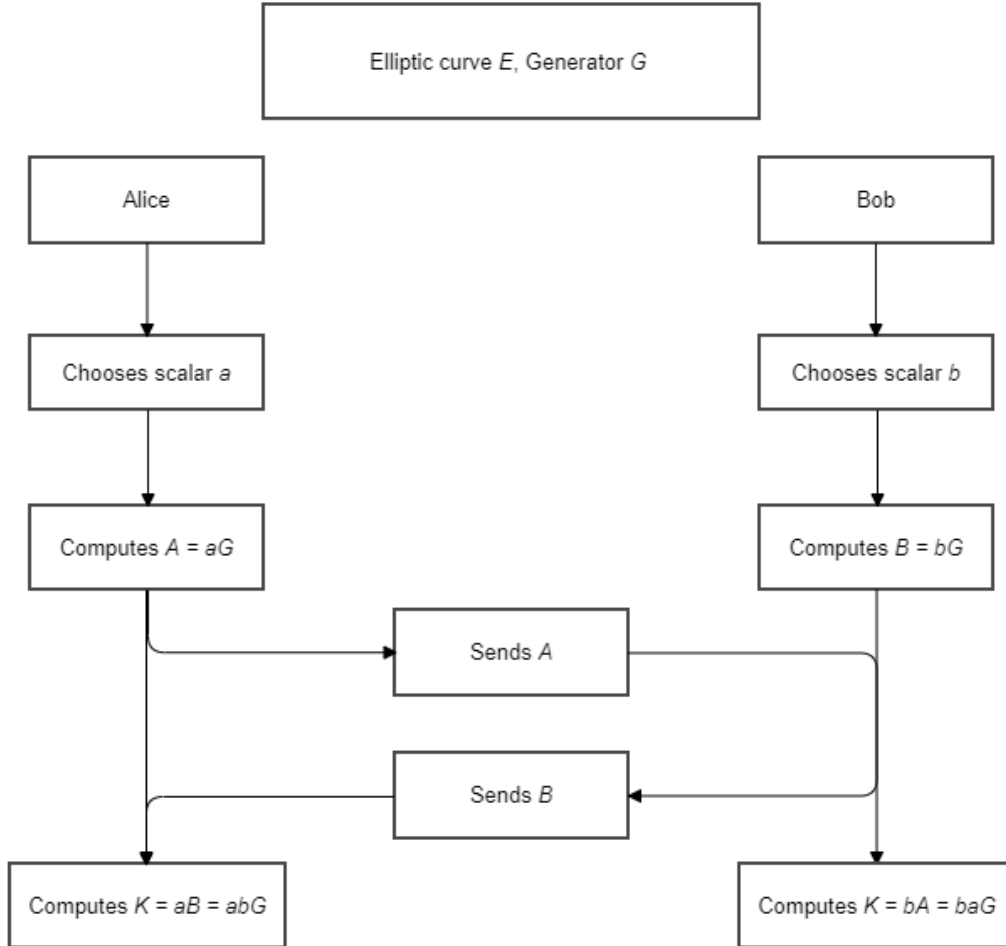 Elliptic curve E, Generator G
Alice
Bob
Chooses scalar a
Chooses scalar b
Computes A = aG
Computes B = bG
Sends A
Sends B
Computes K = aB = abG
Computes K = bA = baG